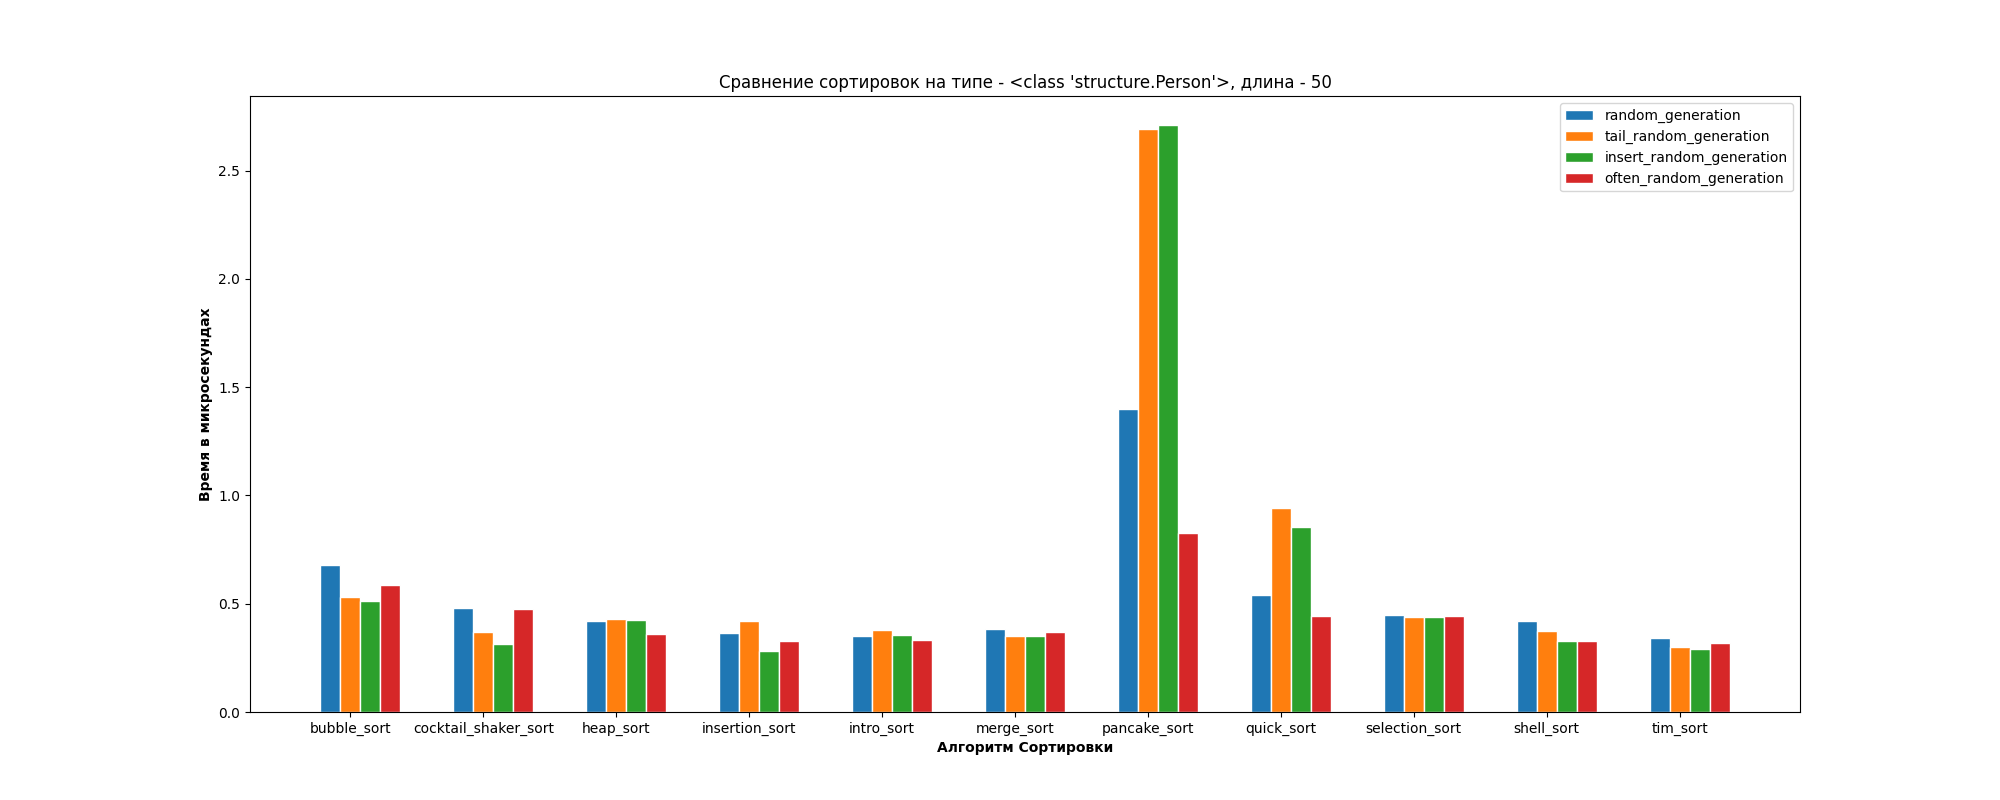 Сравнение сортировок на типе - <class 'structure.Person'>, длина - 50
random_generation
tail_random_generation
insert_random_generation
often_random_generation
Время в микросекундах
2.5
2.0
1.5
1.0
0.5
0.0
bubble_sort cocktail_shaker_sort heap_sort insertion_sort intro_sort merge_sort pancake_sort quick_sort selection_sort shell_sort tim_sort
Алгоритм Сортировки